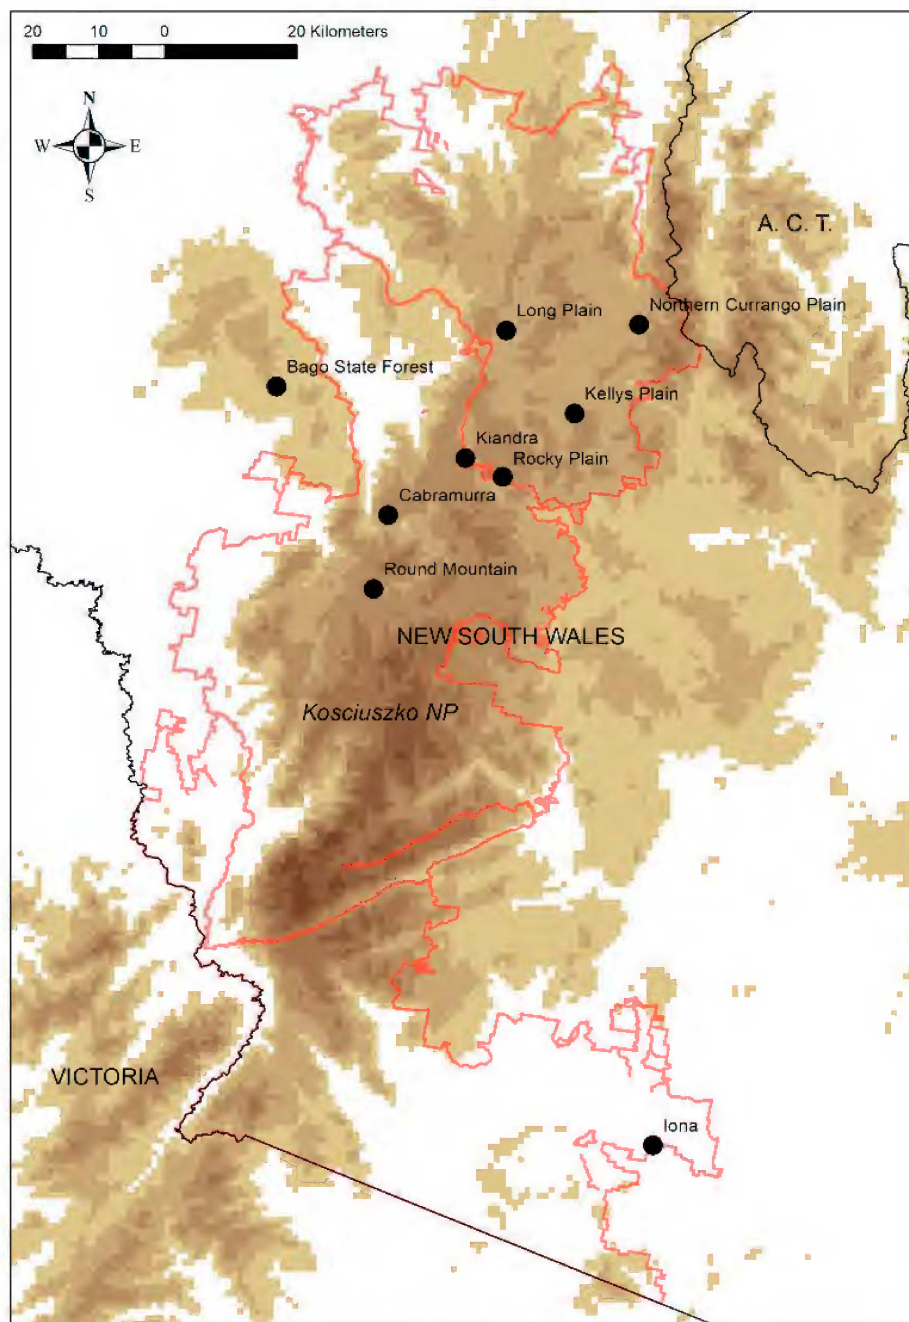 20 10 0 20 Kilometers
N
W E
S
A. C. T.
Long Plain
Northern Currango Plain
Bago State Forest
Kellys Plain
Kiandra
Rocky Plain
Cabramurra
Round Mountain
NEW SOUTH WALES
Kosciuszko NP
VICTORIA
Iona